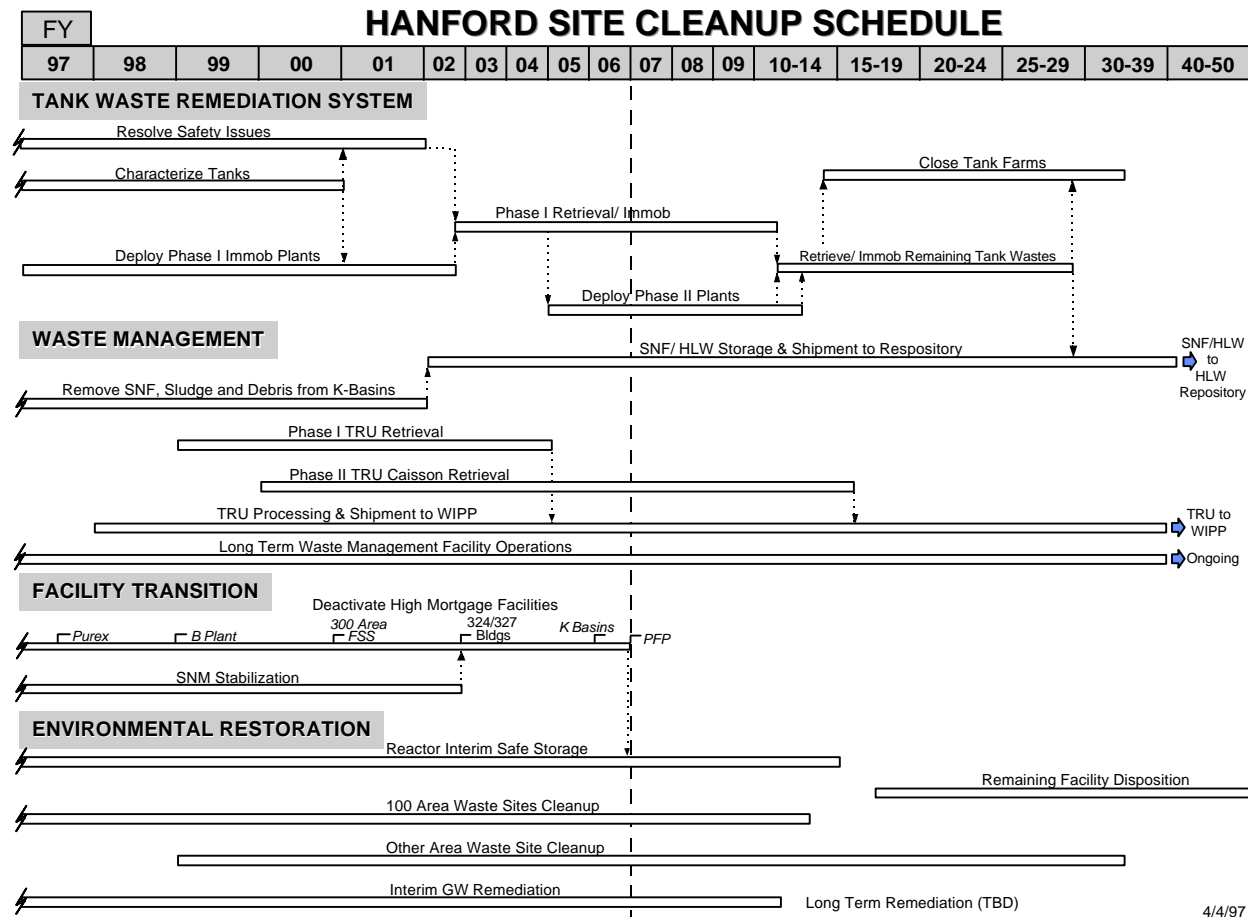 FY
HANFORD SITE CLEANUP SCHEDULE
97 98 99 00 01 02 03 04 05 06 07 08 09 10-14 15-19 20-24 25-29 30-39 40-50
TANK WASTE REMEDIATION SYSTEM
Resolve Safety Issues
Characterize Tanks
Close Tank Farms
Phase I Retrieval/ Immob
Deploy Phase I Immob Plants
Retrieve/ Immob Remaining Tank Wastes
Deploy Phase II Plants
WASTE MANAGEMENT
SNF/ HLW Storage & Shipment to Respository
SNF/HLW
to
HLW
Repository
Remove SNF, Sludge and Debris from K-Basins
Phase I TRU Retrieval
Phase II TRU Caisson Retrieval
TRU Processing & Shipment to WIPP
TRU to
WIPP
Long Term Waste Management Facility Operations
Ongoing
FACILITY TRANSITION
Deactivate High Mortgage Facilities
Purex
B Plant
300 Area
FSS
324/327
Bldgs
K Basins
PFP
SNM Stabilization
ENVIRONMENTAL RESTORATION
Reactor Interim Safe Storage
Remaining Facility Disposition
100 Area Waste Sites Cleanup
Other Area Waste Site Cleanup
Interim GW Remediation
Long Term Remediation (TBD)
4/4/97